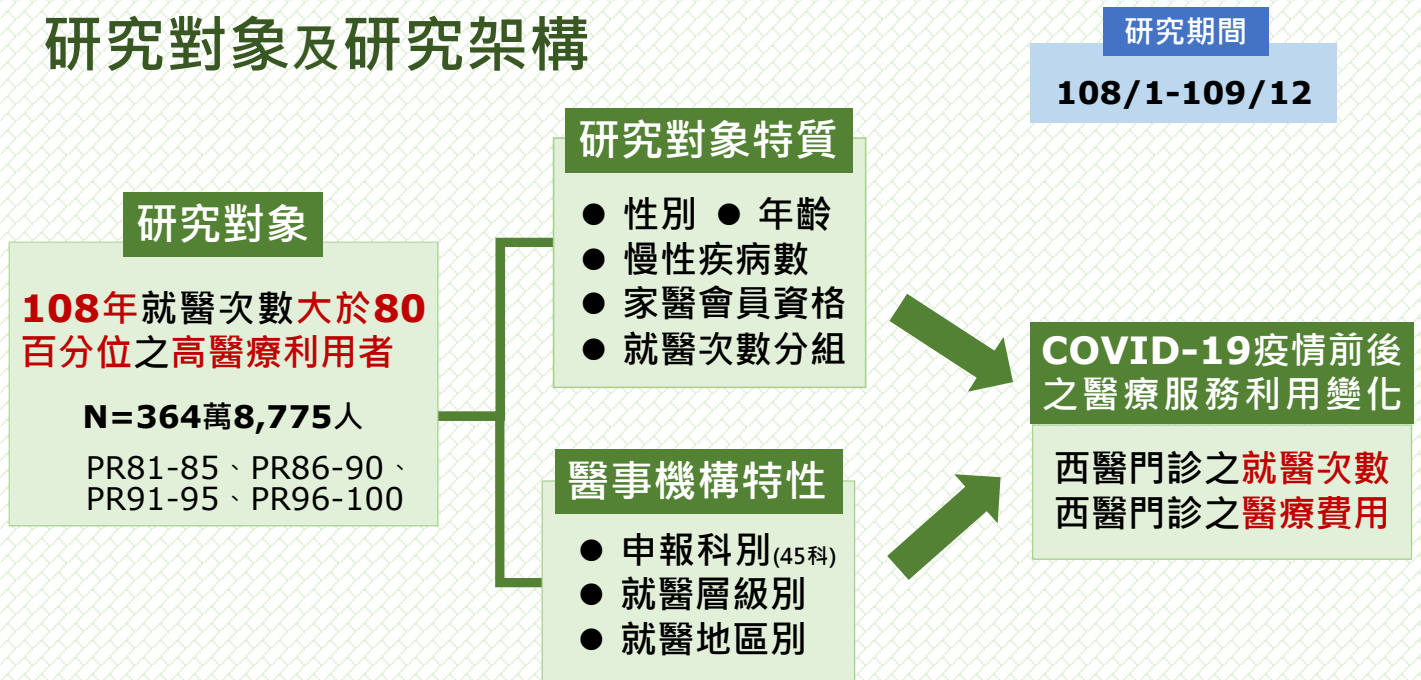 研究對象及研究架構
研究期間
108/1-109/12
研究對象
108年就醫次數大於80
百分位之高醫療利用者
N=364萬8,775人
PR81-85、PR86-90、
PR91-95、PR96-100
研究對象特質
● 性別 ● 年齡
● 慢性疾病數
● 家醫會員資格
● 就醫次數分組
醫事機構特性
● 申報科別(45科)
● 就醫層級別
● 就醫地區別
COVID-19疫情前後
之醫療服務利用變化
西醫門診之就醫次數
西醫門診之醫療費用